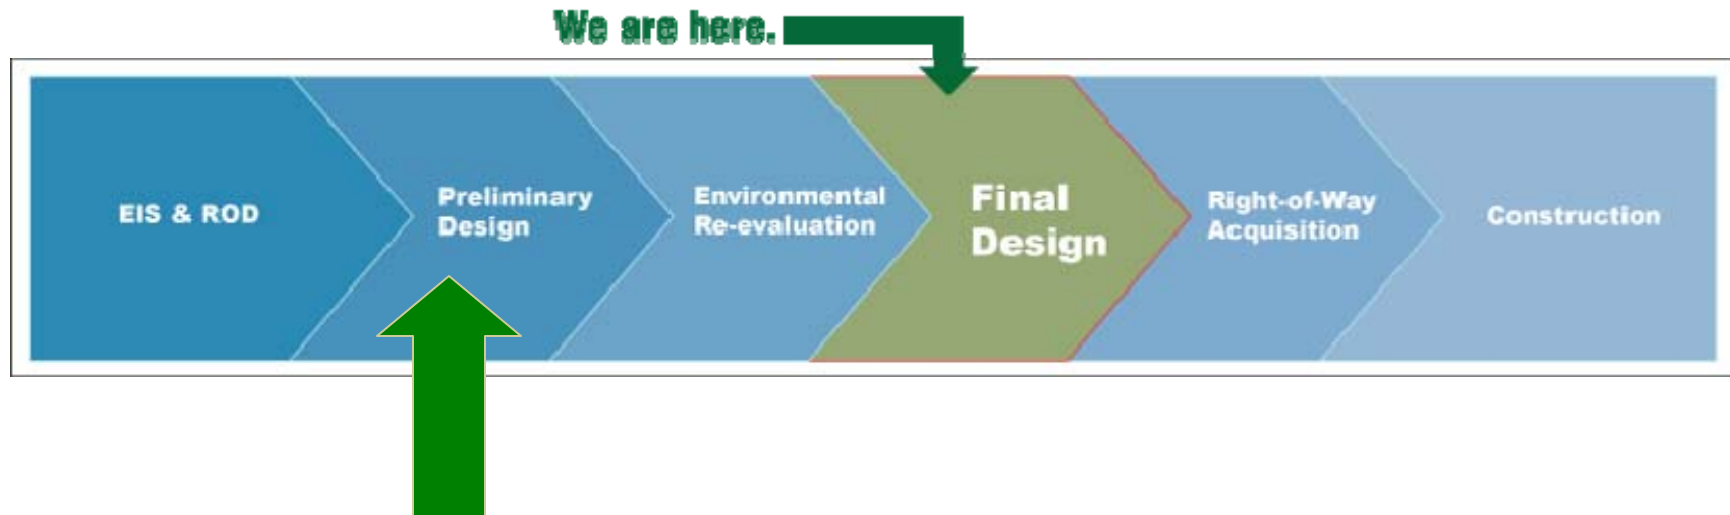 We are here.
EIS & ROD
Preliminary
Design
Environmental
Re-evaluation
Final
Design
Right-of-Way
Acquisition
Construction